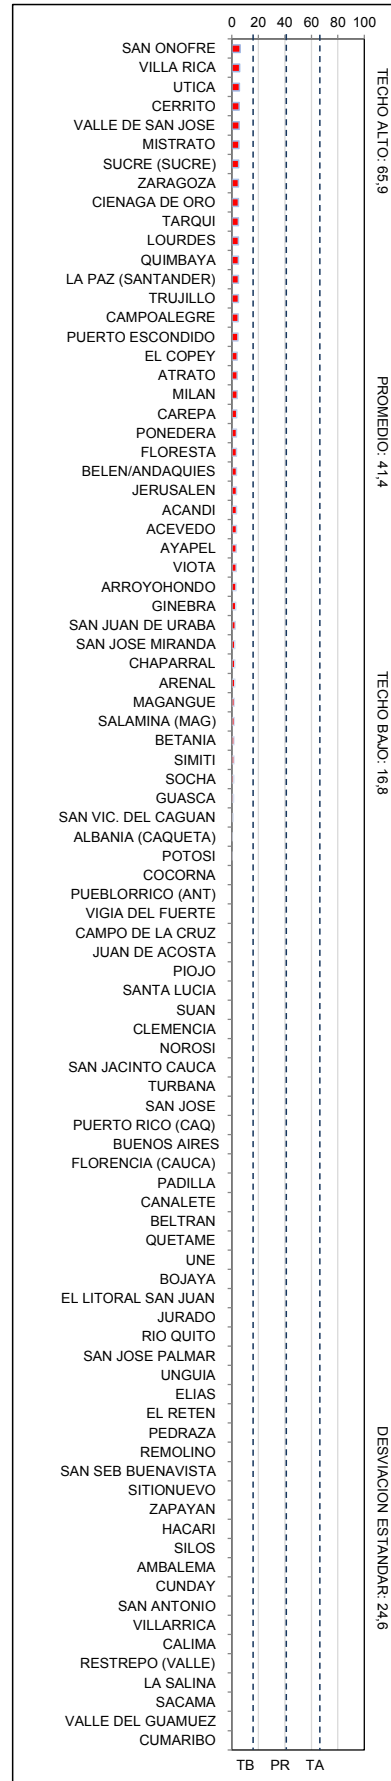 0 20 40 60 80 100
SAN ONOFRE
VILLA RICA
UTICA
CERRITO
VALLE DE SAN JOSE
MISTRATO
SUCRE (SUCRE)
ZARAGOZA
CIENAGA DE ORO
TARQUI
LOURDES
QUIMBAYA
LA PAZ (SANTANDER)
TRUJILLO
CAMPOALEGRE
PUERTO ESCONDIDO
EL COPEY
ATRATO
MILAN
CAREPA
PONEDERA
FLORESTA
BELEN/ANDAQUIES
JERUSALEN
ACANDI
ACEVEDO
AYAPEL
VIOTA
ARROYOHONDO
GINEBRA
SAN JUAN DE URABA
SAN JOSE MIRANDA
CHAPARRAL
ARENAL
MAGANGUE
SALAMINA (MAG)
BETANIA
SIMITI
SOCHA
GUASCA
SAN VIC. DEL CAGUAN
ALBANIA (CAQUETA)
POTOSI
COCORNA
PUEBLORRICO (ANT)
VIGIA DEL FUERTE
CAMPO DE LA CRUZ
JUAN DE ACOSTA
PIOJO
SANTA LUCIA
SUAN
CLEMENCIA
NOROSI
SAN JACINTO CAUCA
TURBANA
SAN JOSE
PUERTO RICO (CAQ)
BUENOS AIRES
FLORENCIA (CAUCA)
PADILLA
CANALETE
BELTRAN
QUETAME
UNE
BOJAYA
EL LITORAL SAN JUAN
JURADO
RIO QUITO
SAN JOSE PALMAR
UNGUIA
ELIAS
EL RETEN
PEDRAZA
REMOLINO
SAN SEB BUENAVISTA
SITIONUEVO
ZAPAYAN
HACARI
SILOS
AMBALEMA
CUNDAY
SAN ANTONIO
VILLARRICA
CALIMA
RESTREPO (VALLE)
LA SALINA
SACAMA
VALLE DEL GUAMUEZ
CUMARIBO
TB PR TA
TECHO ALTO: 65,9
PROMEDIO: 41,4
TECHO BAJO: 16,8
DESVIACION ESTANDAR: 24,6